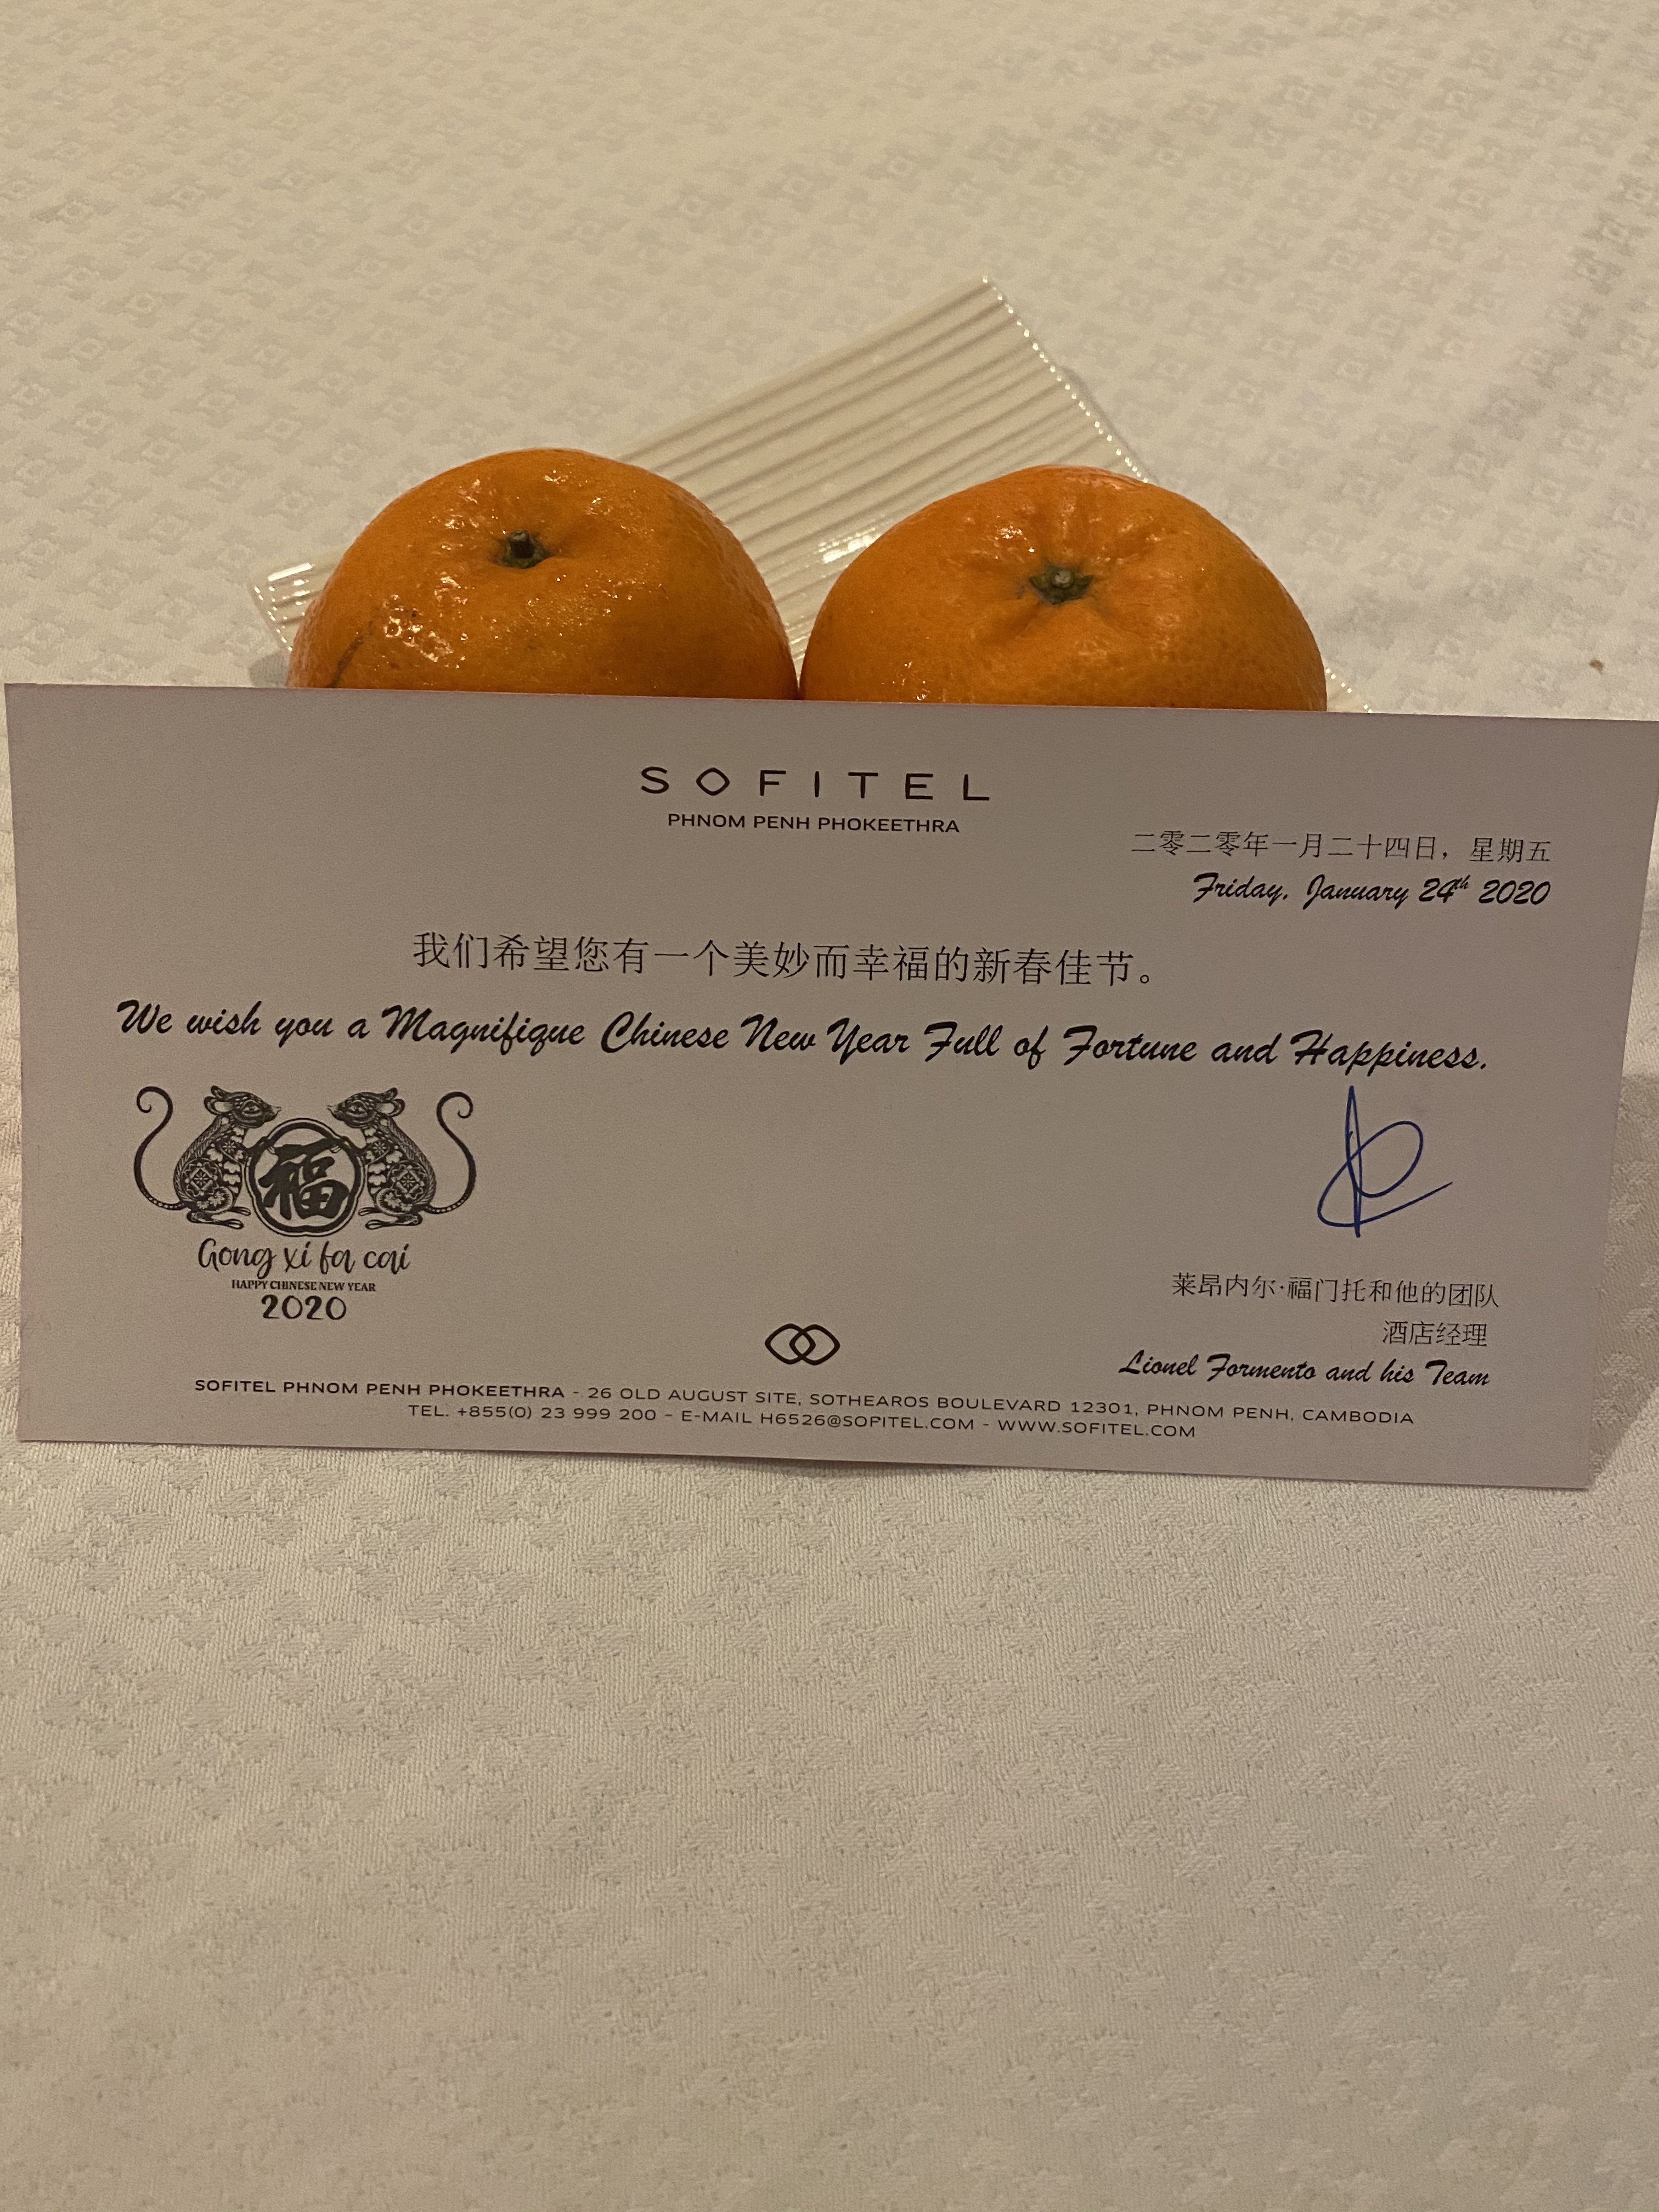 SOFITEL
PHNOM PENH PHOKEETHRA
二零二零年一月二十四日，星期五
Friday, January 24th 2020
我们希望您有一个美妙而幸福的新春佳节。
We wish you a Magnifique Chinese New Year Full of Fortune and Happiness.
福
Gong xi fa cai
HAPPY CHINESE NEW YEAR
2020
莱昂内尔·福门托和他的团队
酒店经理
Lionel Formento and his Team
SOFITEL PHNOM PENH PHOKEETHRA - 26 OLD AUGUST SITE, SOTHEAROS BOULEVARD 12301, PHNOM PENH, CAMBODIA
TEL. +855(0) 23 999 200 - E-MAIL H6526@SOFITEL.COM - WWW.SOFITEL.COM